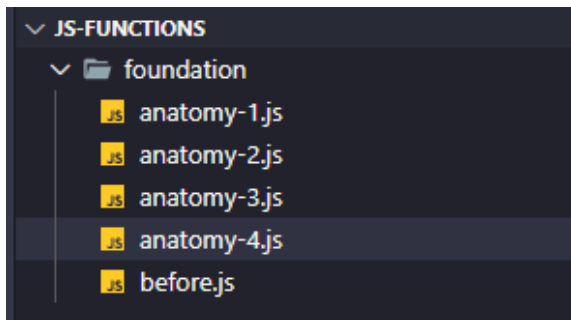 JS-FUNCTIONS
foundation
JS anatomy-1.js
JS anatomy-2.js
JS anatomy-3.js
JS anatomy-4.js
JS before.js